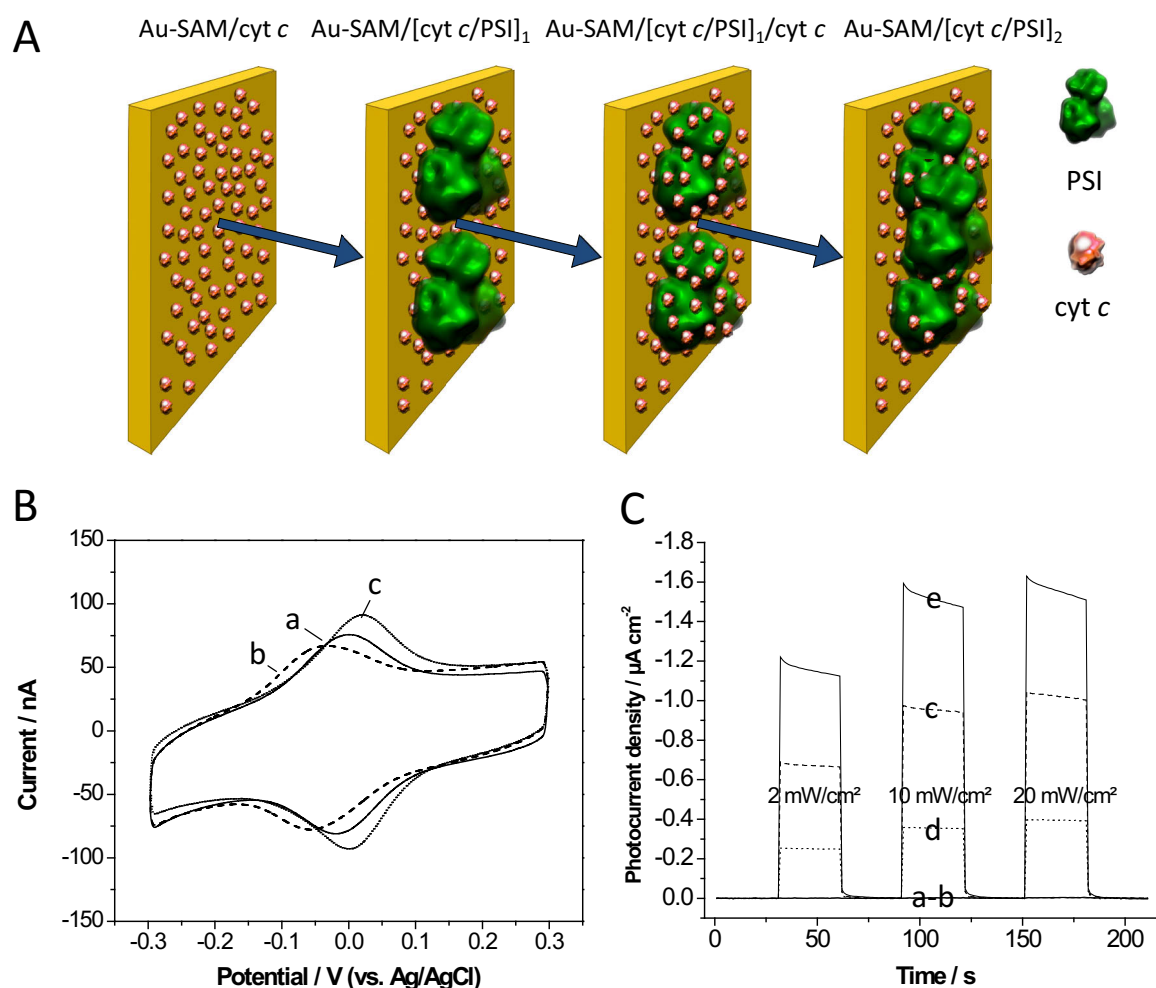 A
Au-SAM/cyt c Au-SAM/[cyt c/PSI]₁ Au-SAM/[cyt c/PSI]₁/cyt c Au-SAM/[cyt c/PSI]₂
PSI
cyt c
B
150
100
50
0
-50
-100
-150
Current / nA
a
b
c
-0.3 -0.2 -0.1 0.0 0.1 0.2 0.3
Potential / V (vs. Ag/AgCl)
C
-1.8
-1.6
-1.4
-1.2
-1.0
-0.8
-0.6
-0.4
-0.2
0.0
Photocurrent density / µA cm⁻²
e
c
2 mW/cm² 10 mW/cm² 20 mW/cm²
d
a-b
0 50 100 150 200
Time / s